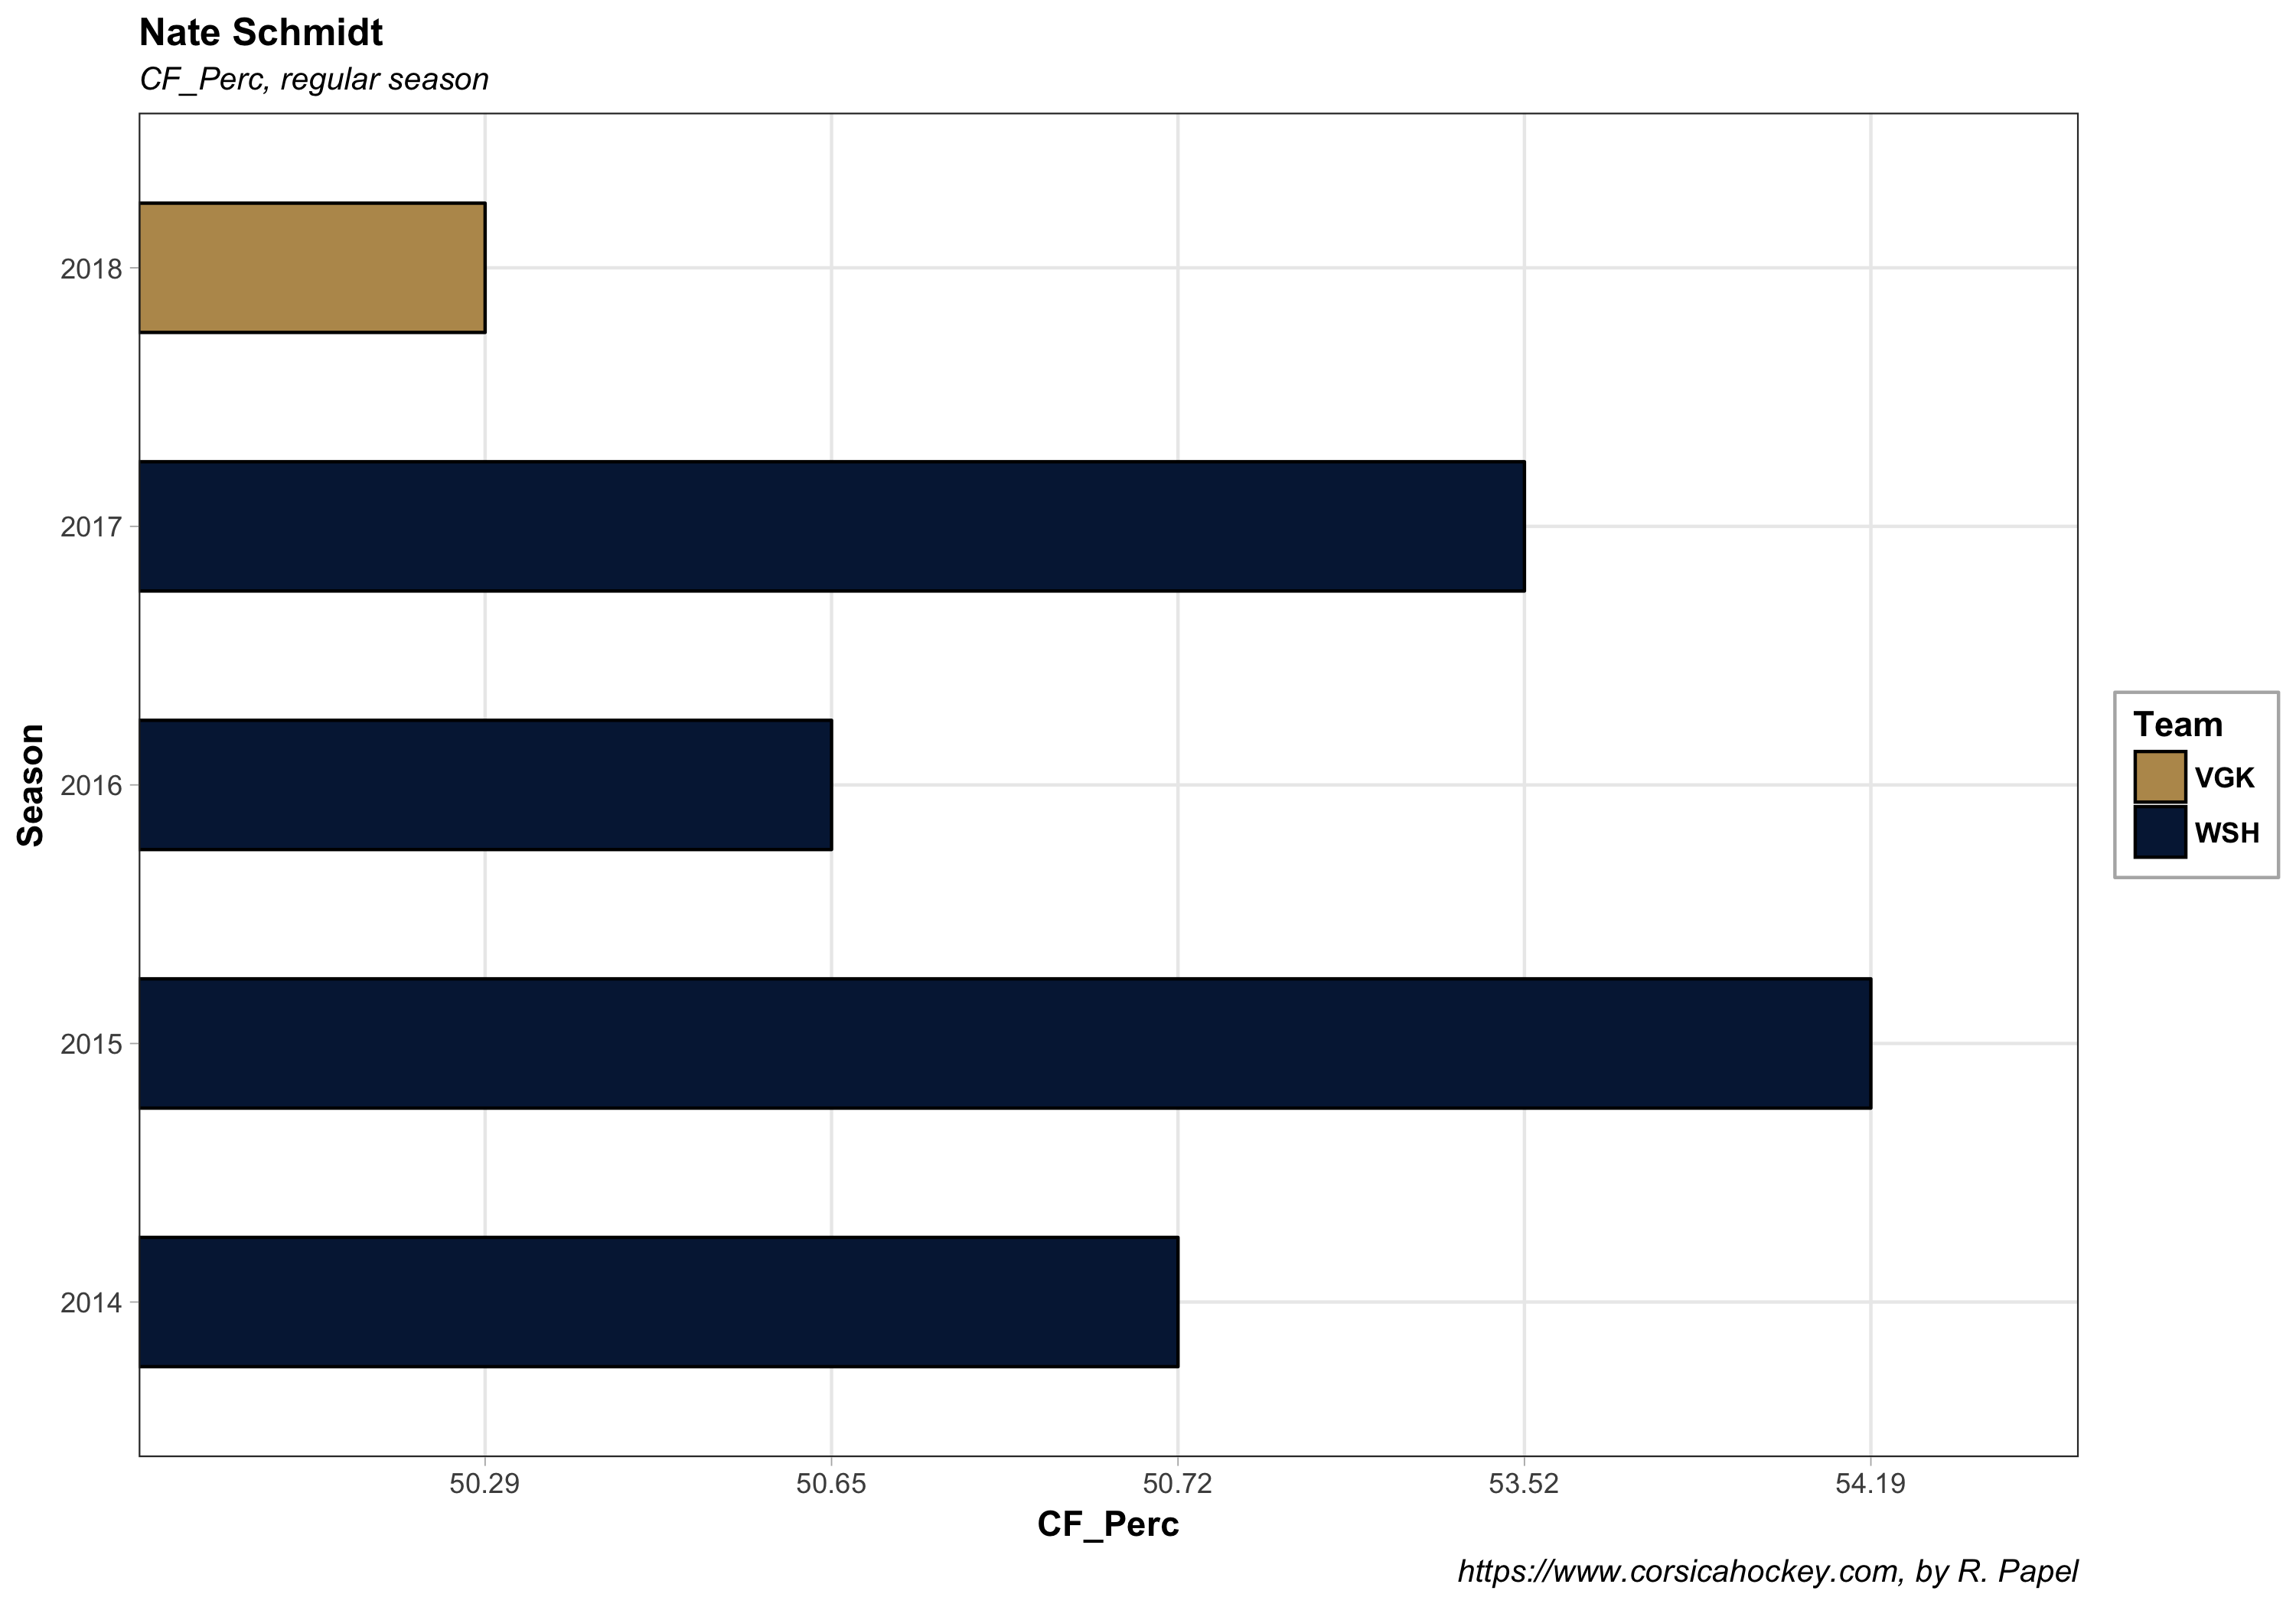 Nate Schmidt
CF_Perc, regular season
2018
2017
2016
2015
2014
Season
50.29
50.65
50.72
53.52
54.19
CF_Perc
Team
VGK
WSH
https://www.corsicahockey.com, by R. Papel